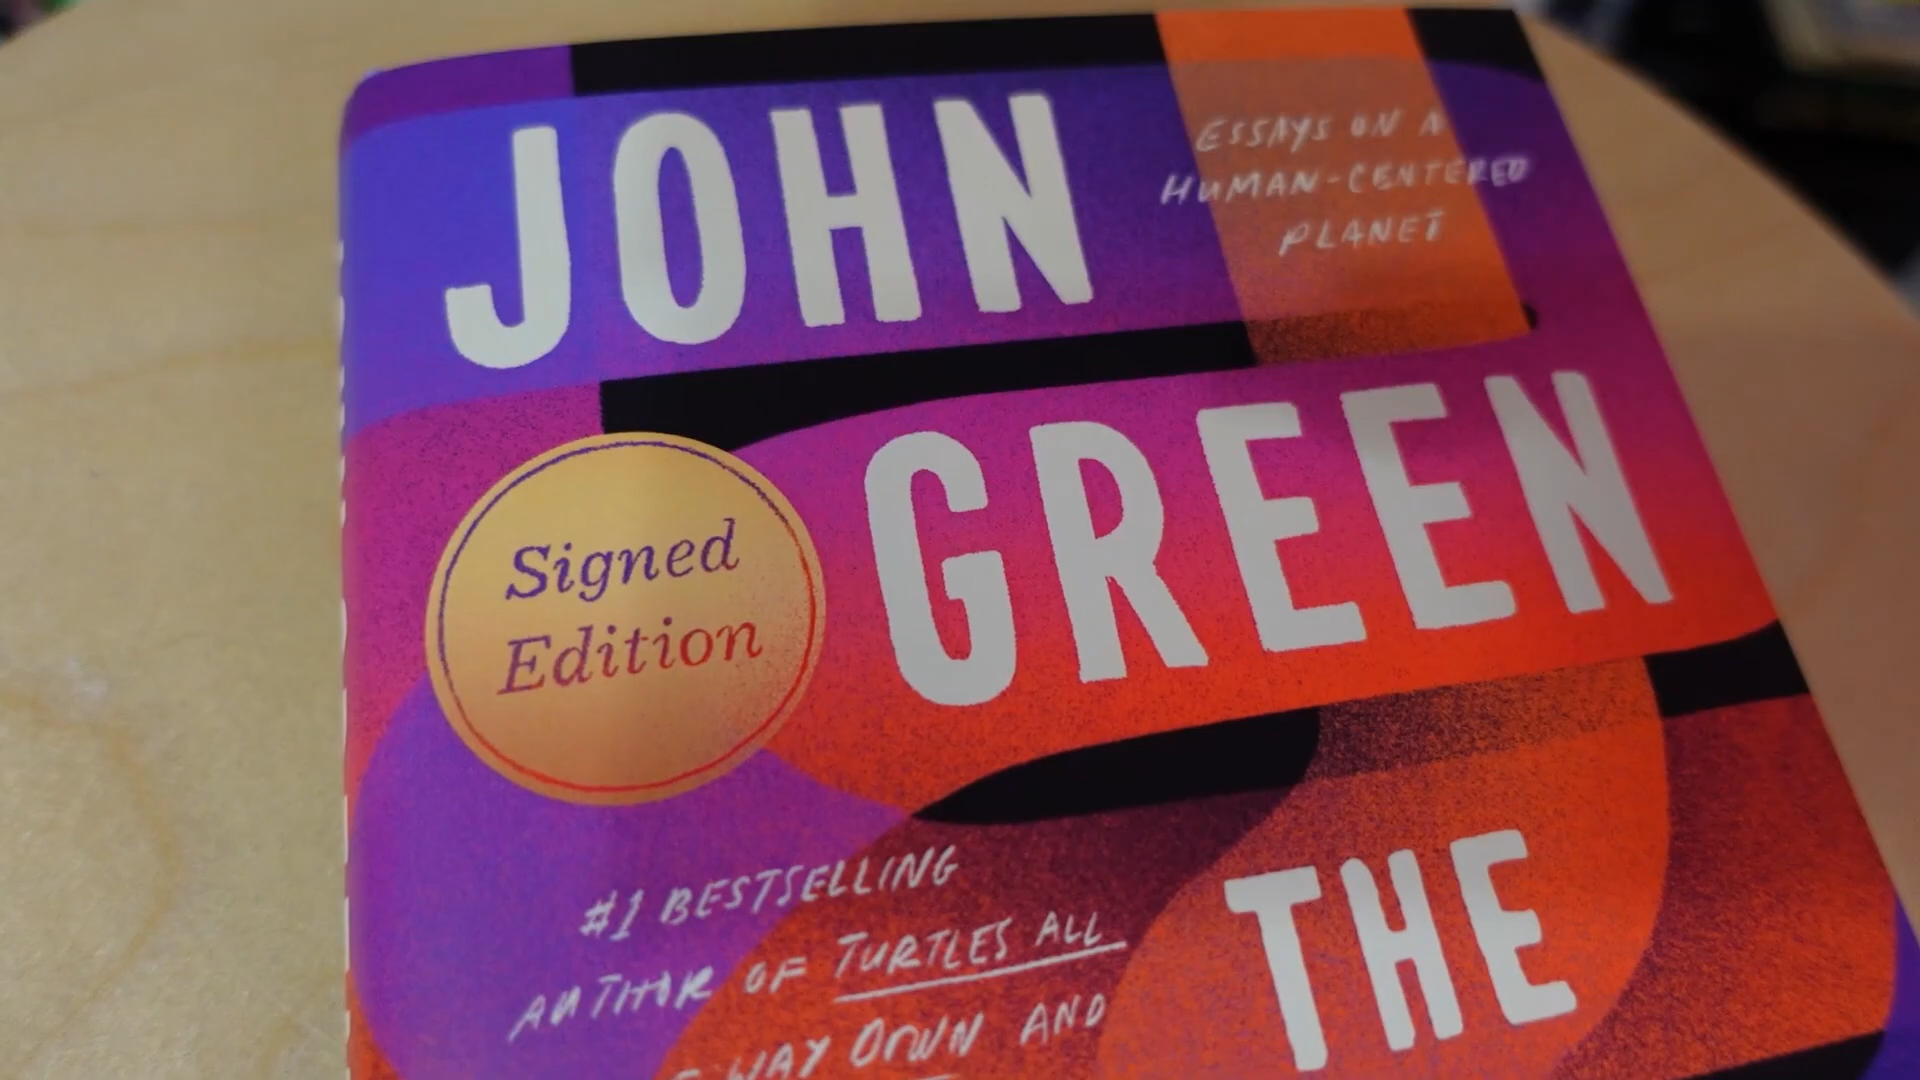 JOHN
ESSAYS ON A
HUMAN-CENTERED
PLANET
GREEN
Signed
Edition
#1 BESTSELLING
AUTHOR OF TURTLES ALL
WAY DOWN AND
THE